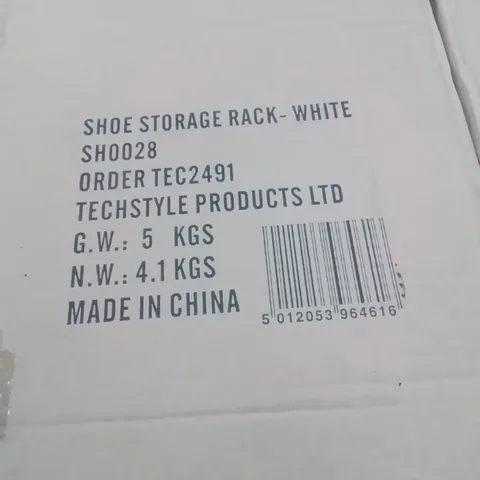 SHOE STORAGE RACK- WHITE
SH0028
ORDER TEC2491
TECHSTYLE PRODUCTS LTD
G.W.: 5 KGS
N.W.: 4.1 KGS
MADE IN CHINA
5 012053 964616